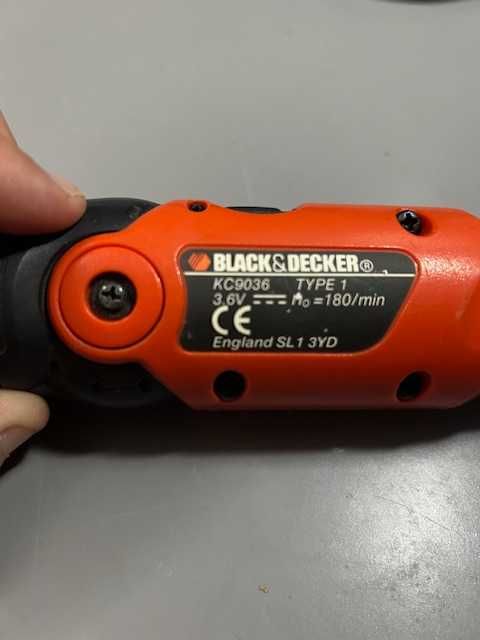 BLACK&DECKER®
KC9036 TYPE 1
3.6V ⎓ n₀=180/min
CE
England SL1 3YD